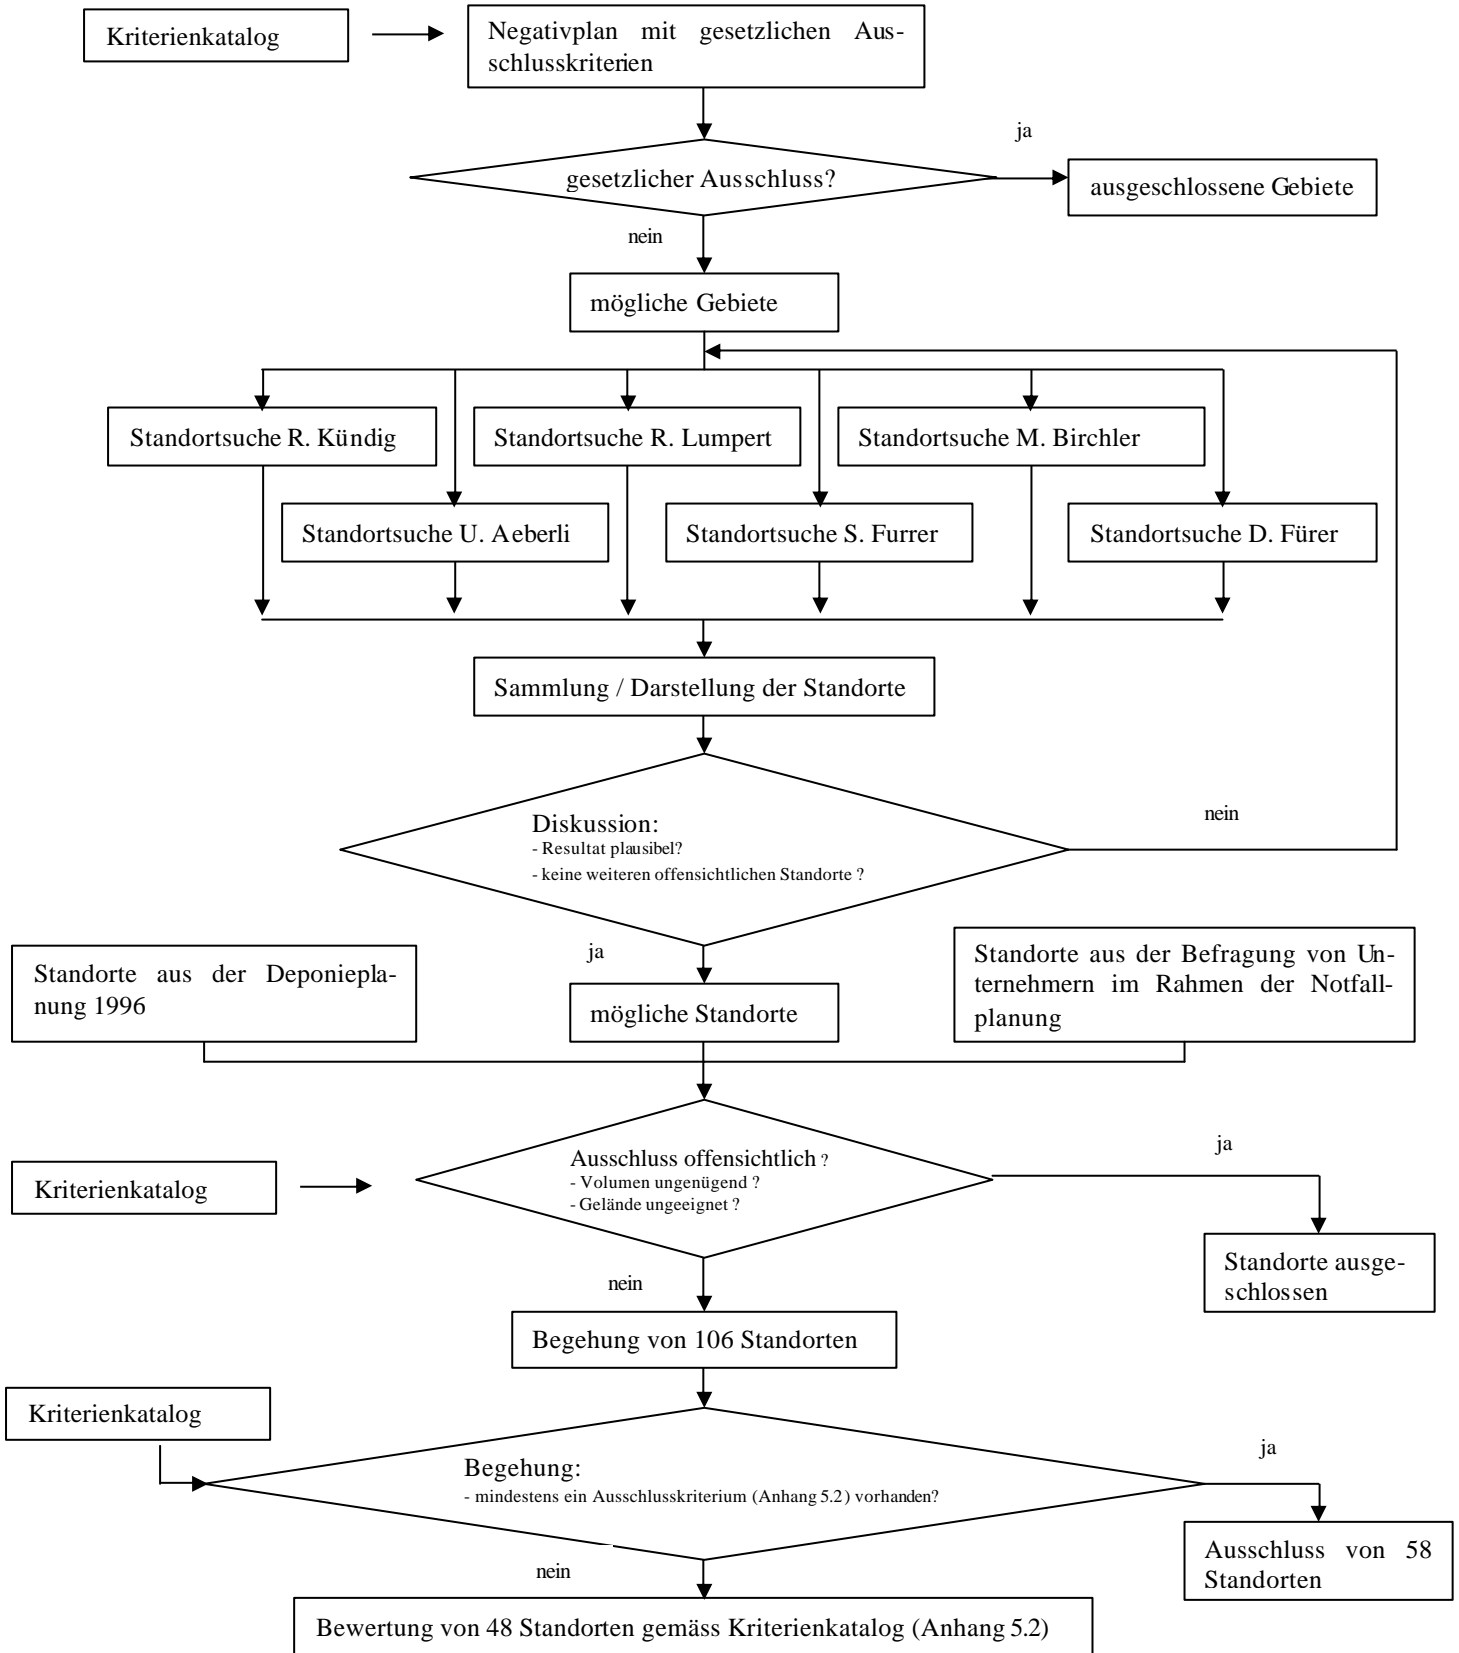 Kriterienkatalog
Negativplan mit gesetzlichen Aus-
schlusskriterien
ja
gesetzlicher Ausschluss?
ausgeschlossene Gebiete
nein
mögliche Gebiete
Standortsuche R. Kündig
Standortsuche R. Lumpert
Standortsuche M. Birchler
Standortsuche U. Aeberli
Standortsuche S. Furrer
Standortsuche D. Fürer
Sammlung / Darstellung der Standorte
nein
Diskussion:
- Resultat plausibel?
- keine weiteren offensichtlichen Standorte ?
ja
Standorte aus der Deponiepla-
nung 1996
mögliche Standorte
Standorte aus der Befragung von Un-
ternehmern im Rahmen der Notfall-
planung
Kriterienkatalog
Ausschluss offensichtlich ?
- Volumen ungenügend ?
- Gelände ungeeignet ?
ja
Standorte ausge-
schlossen
nein
Begehung von 106 Standorten
Kriterienkatalog
Begehung:
- mindestens ein Ausschlusskriterium (Anhang 5.2) vorhanden?
ja
Ausschluss von 58
Standorten
nein
Bewertung von 48 Standorten gemäss Kriterienkatalog (Anhang 5.2)